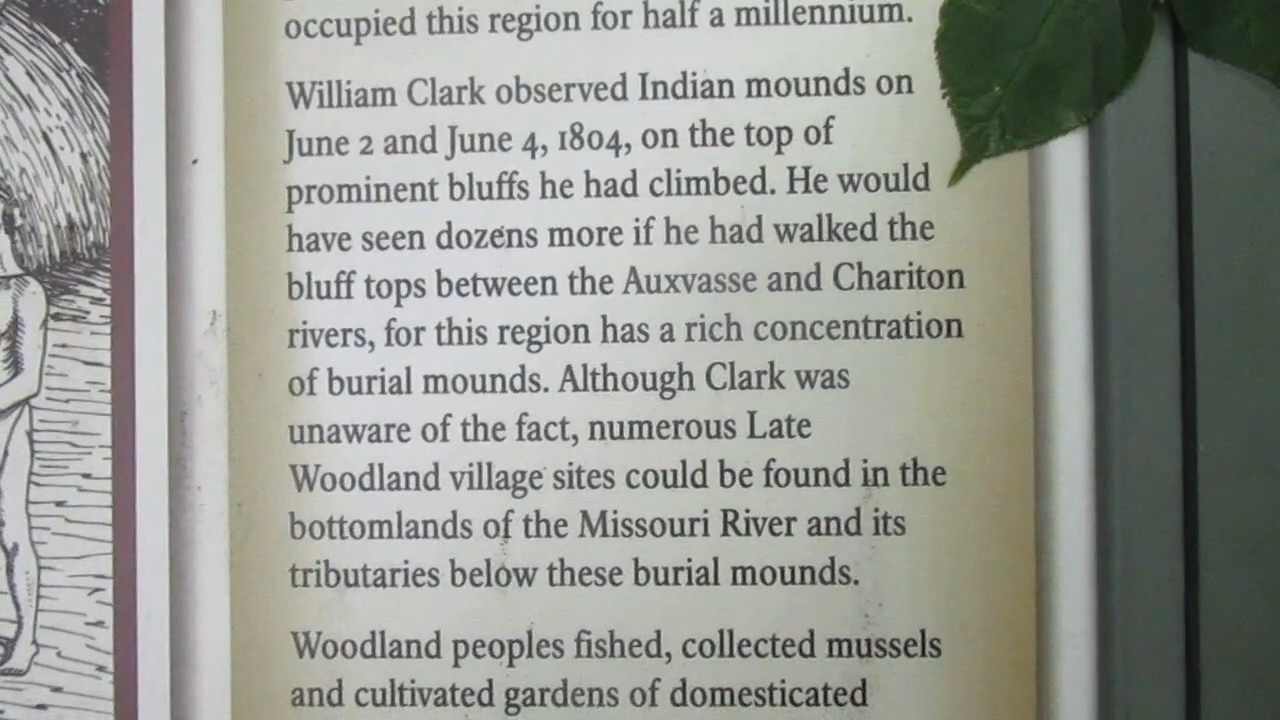 occupied this region for half a millennium.
William Clark observed Indian mounds on
June 2 and June 4, 1804, on the top of
prominent bluffs he had climbed. He would
have seen dozens more if he had walked the
bluff tops between the Auxvasse and Chariton
rivers, for this region has a rich concentration
of burial mounds. Although Clark was
unaware of the fact, numerous Late
Woodland village sites could be found in the
bottomlands of the Missouri River and its
tributaries below these burial mounds.
Woodland peoples fished, collected mussels
and cultivated gardens of domesticated